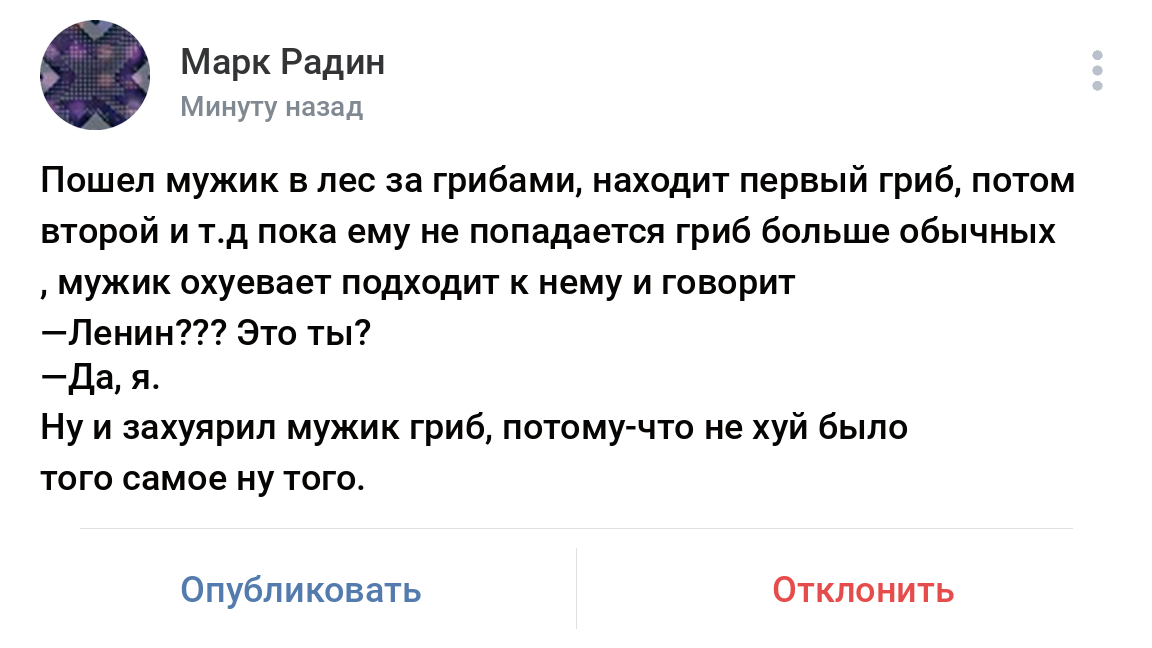 Марк Радин
Минуту назад
Пошел мужик в лес за грибами, находит первый гриб, потом
второй и т.д пока ему не попадается гриб больше обычных
, мужик охуевает подходит к нему и говорит
—Ленин??? Это ты?
—Да, я.
Ну и захуярил мужик гриб, потому-что не хуй было
того самое ну того.
Опубликовать
Отклонить